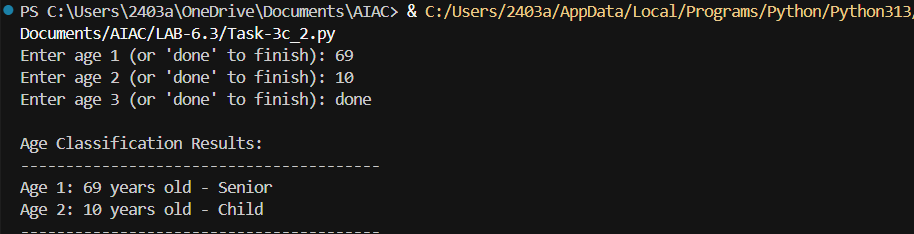 PS C:\Users\2403a\OneDrive\Documents\AIAC> & C:/Users/2403a/AppData/Local/Programs/Python/Python313/
Documents/AIAC/LAB-6.3/Task-3c_2.py
Enter age 1 (or 'done' to finish): 69
Enter age 2 (or 'done' to finish): 10
Enter age 3 (or 'done' to finish): done
Age Classification Results:
----------------------------------------
Age 1: 69 years old - Senior
Age 2: 10 years old - Child
----------------------------------------